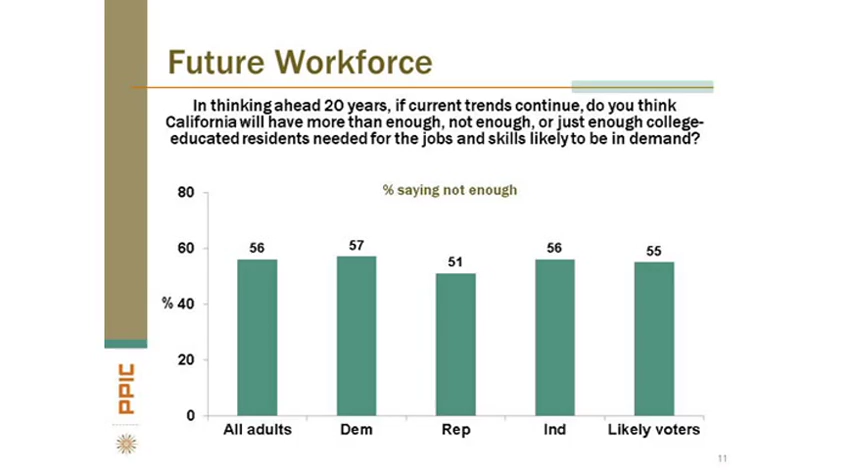 Future Workforce
In thinking ahead 20 years, if current trends continue, do you think
California will have more than enough, not enough, or just enough college-
educated residents needed for the jobs and skills likely to be in demand?
% saying not enough
80
60
%
40
20
0
56
57
51
56
55
All adults
Dem
Rep
Ind
Likely voters
PPIC
11